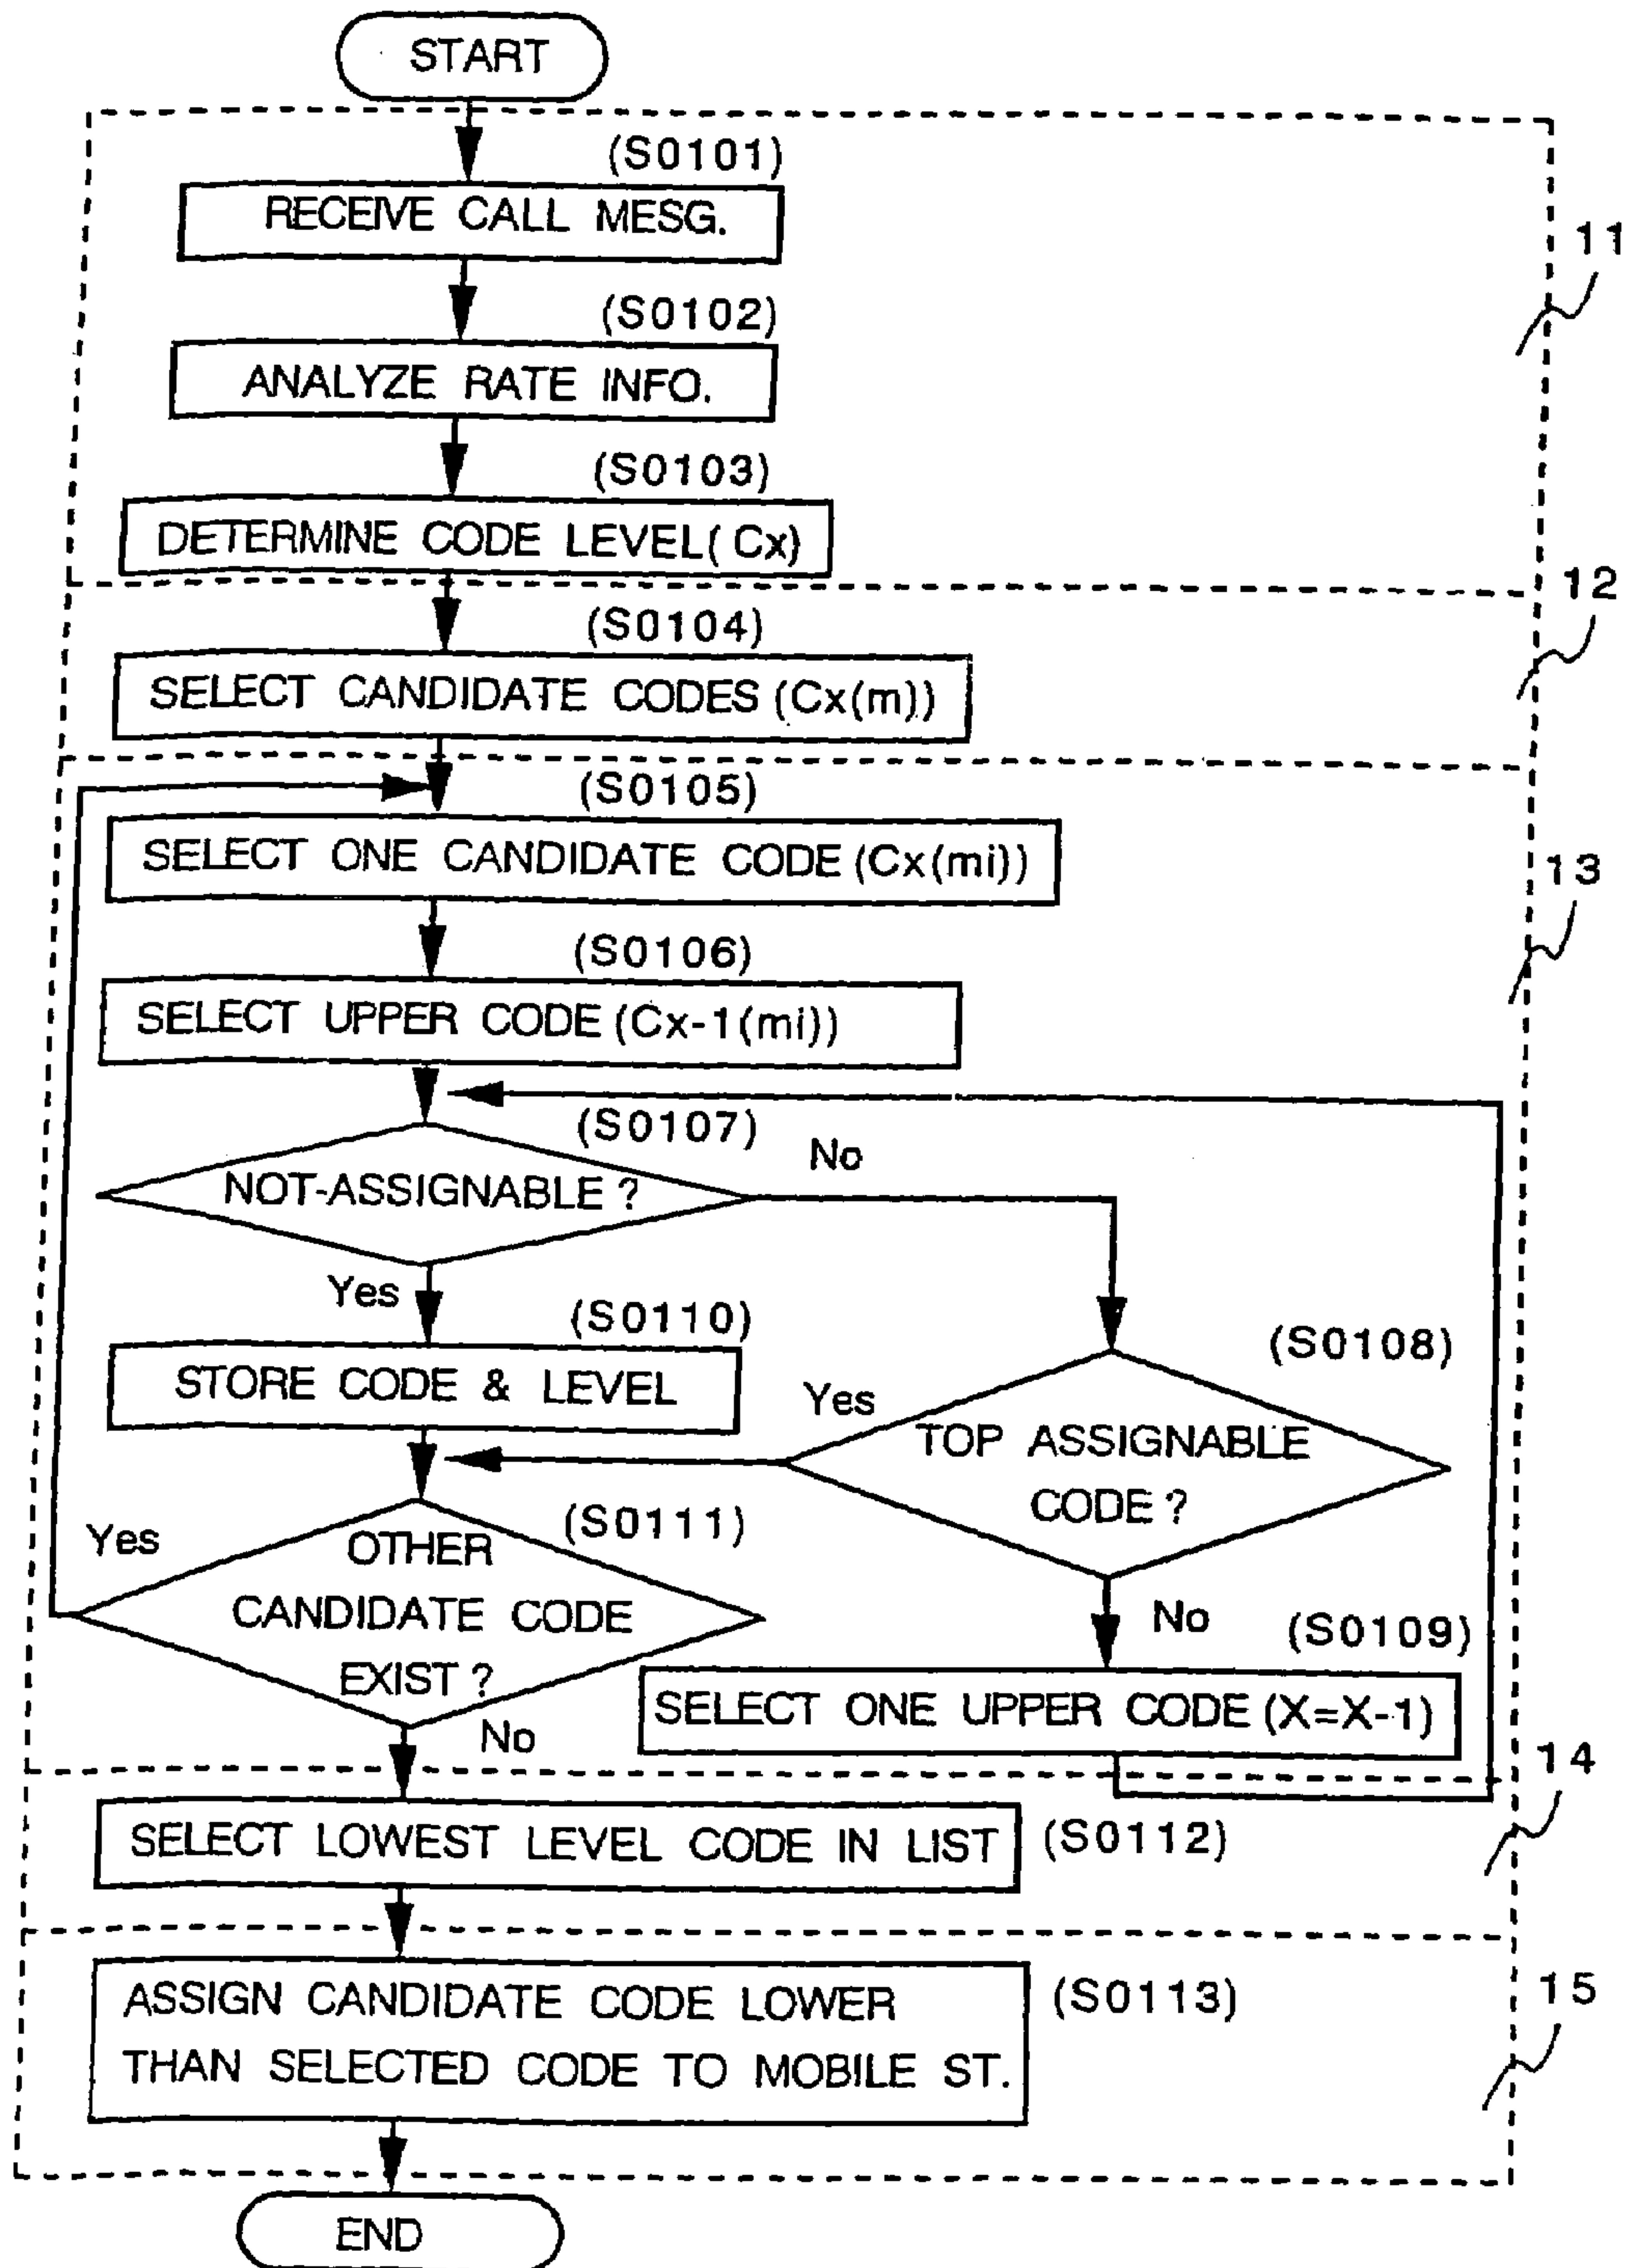 START
(S0101)
RECEIVE CALL MESG.
11
(S0102)
ANALYZE RATE INFO.
(S0103)
DETERMINE CODE LEVEL(Cx)
12
(S0104)
SELECT CANDIDATE CODES (Cx(m))
(S0105)
SELECT ONE CANDIDATE CODE (Cx(mi))
13
(S0106)
SELECT UPPER CODE (Cx-1(mi))
(S0107)
No
NOT-ASSIGNABLE ?
Yes
(S0110)
(S0108)
STORE CODE & LEVEL
Yes
TOP ASSIGNABLE
CODE ?
(S0111)
Yes
OTHER
CANDIDATE CODE
EXIST ?
No
No
(S0109)
SELECT ONE UPPER CODE (X=X-1)
14
SELECT LOWEST LEVEL CODE IN LIST
(S0112)
ASSIGN CANDIDATE CODE LOWER
THAN SELECTED CODE TO MOBILE ST.
(S0113)
15
END